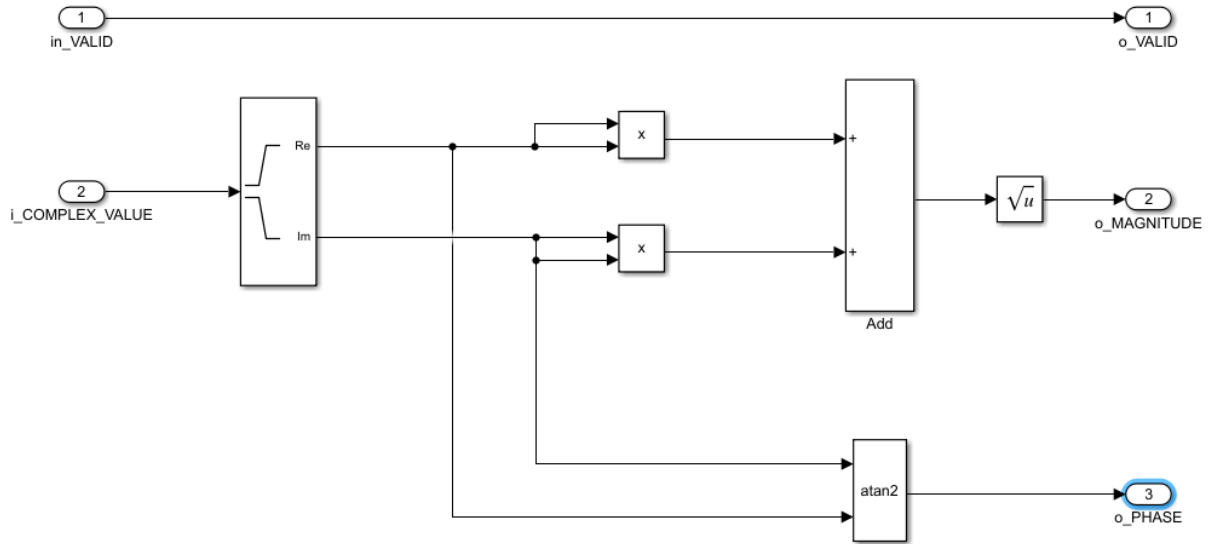 1
in_VALID
1
o_VALID
2
i_COMPLEX_VALUE
Re
Im
x
x
+
+
Add
√u
2
o_MAGNITUDE
atan2
3
o_PHASE